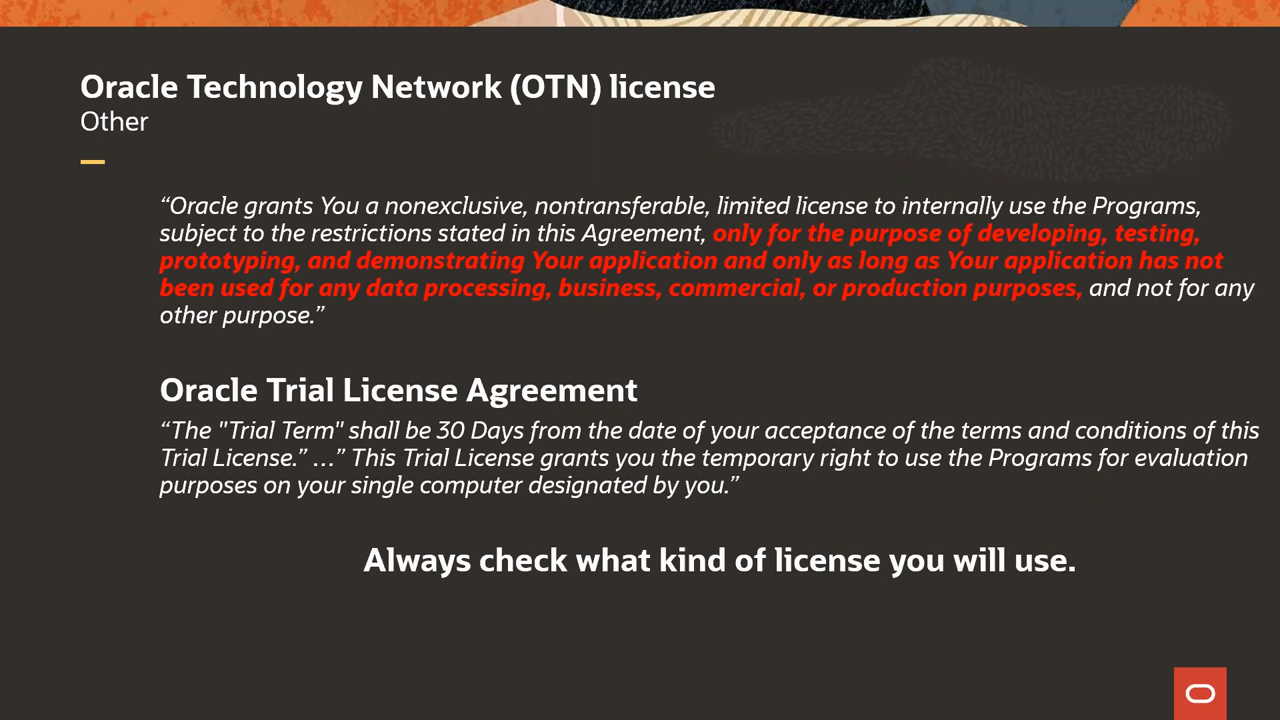 Oracle Technology Network (OTN) license
Other
“Oracle grants You a nonexclusive, nontransferable, limited license to internally use the Programs,
subject to the restrictions stated in this Agreement, only for the purpose of developing, testing,
prototyping, and demonstrating Your application and only as long as Your application has not
been used for any data processing, business, commercial, or production purposes, and not for any
other purpose.”
Oracle Trial License Agreement
“The "Trial Term" shall be 30 Days from the date of your acceptance of the terms and conditions of this
Trial License.” …” This Trial License grants you the temporary right to use the Programs for evaluation
purposes on your single computer designated by you.”
Always check what kind of license you will use.